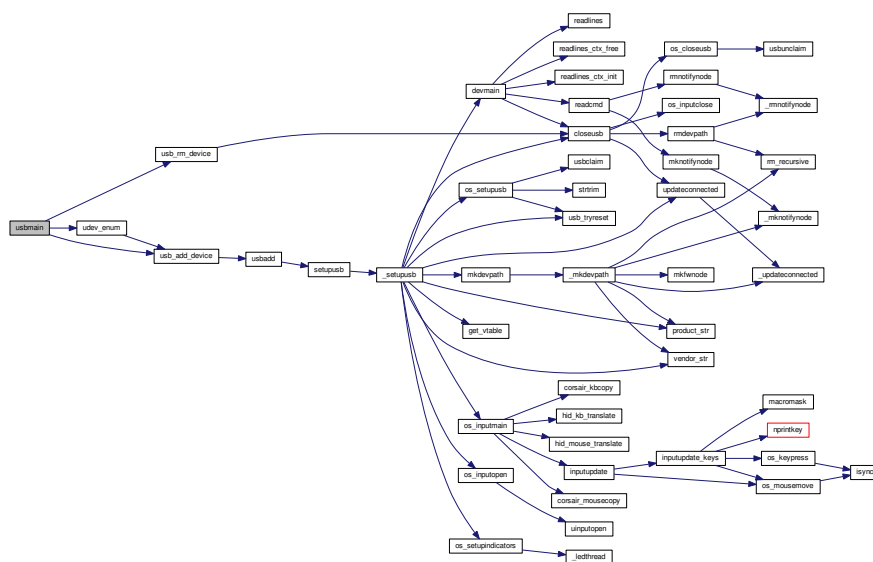 readlines
readlines_ctx_free
os_closeusb
usbunclaim
readlines_ctx_init
rmnotifynode
devmain
readcmd
os_inputclose
_rmnotifynode
closeusb
rmdevpath
usb_rm_device
usbclaim
mknotifynode
rm_recursive
os_setupusb
strtrim
updateconnected
usb_tryreset
_mknotifynode
usbmain
udev_enum
usb_add_device
usbadd
setupusb
_setupusb
mkdevpath
_mkdevpath
mkfwnode
_updateconnected
get_vtable
product_str
vendor_str
corsair_kbcopy
macromask
hid_kb_translate
os_inputmain
nprintkey
hid_mouse_translate
inputupdate_keys
os_keypress
inputupdate
isync
os_inputopen
os_mousemove
corsair_mousecopy
uinputopen
os_setupindicators
_ledthread